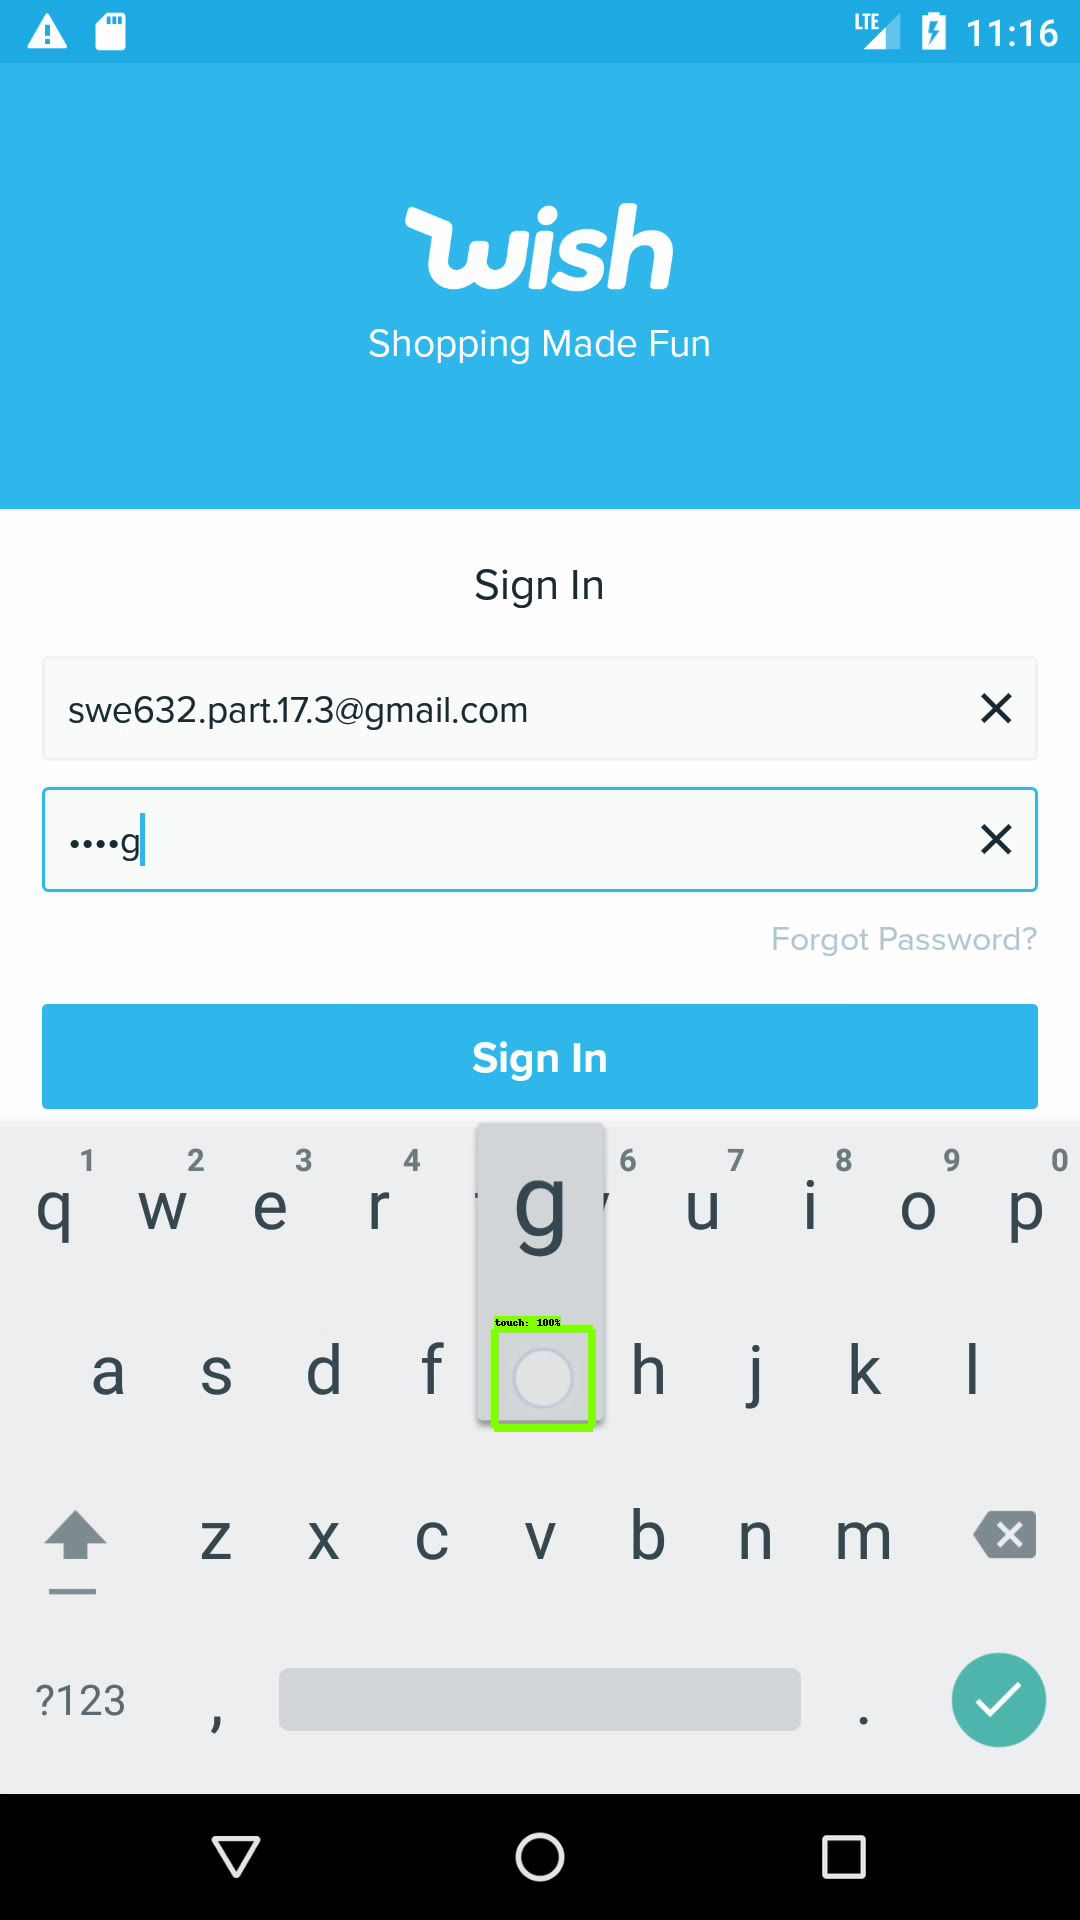 LTE 11:16
wish
Shopping Made Fun
Sign In
swe632.part.17.3@gmail.com
••••g
Forgot Password?
Sign In
1 2 3 4 6 7 8 9 0
q w e r g u i o p
touch: 100%
a s d f h j k l
z x c v b n m
?123 , .